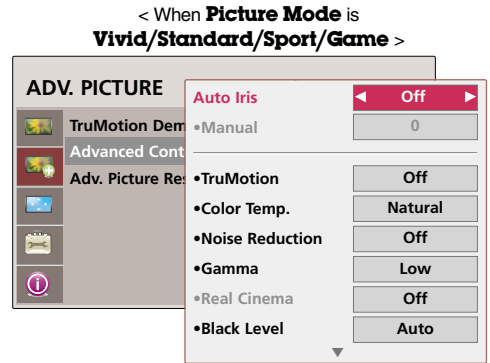 < When Picture Mode is
Vivid/Standard/Sport/Game >
ADV. PICTURE
TruMotion Dem
Advanced Cont
Adv. Picture Res
Auto Iris ◀ Off ▶
•Manual 0
•TruMotion Off
•Color Temp. Natural
•Noise Reduction Off
•Gamma Low
•Real Cinema Off
•Black Level Auto
▼